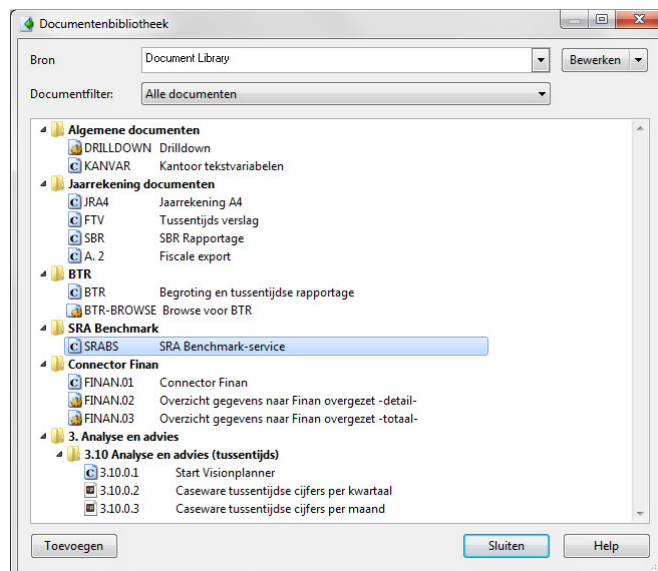 Documentenbibliotheek
Bron Document Library Bewerken
Documentfilter: Alle documenten
Algemene documenten
DRILLDOWN Drilldown
KANVAR Kantoor tekstvariabelen
Jaarrekening documenten
JRA4 Jaarrekening A4
FTV Tussentijds verslag
SBR SBR Rapportage
A. 2 Fiscale export
BTR
BTR Begroting en tussentijdse rapportage
BTR-BROWSE Browse voor BTR
SRA Benchmark
SRABS SRA Benchmark-service
Connector Finan
FINAN.01 Connector Finan
FINAN.02 Overzicht gegevens naar Finan overgezet -detail-
FINAN.03 Overzicht gegevens naar Finan overgezet -totaal-
3. Analyse en advies
3.10 Analyse en advies (tussentijds)
3.10.0.1 Start Visionplanner
3.10.0.2 Caseware tussentijdse cijfers per kwartaal
3.10.0.3 Caseware tussentijdse cijfers per maand
Toevoegen Sluiten Help